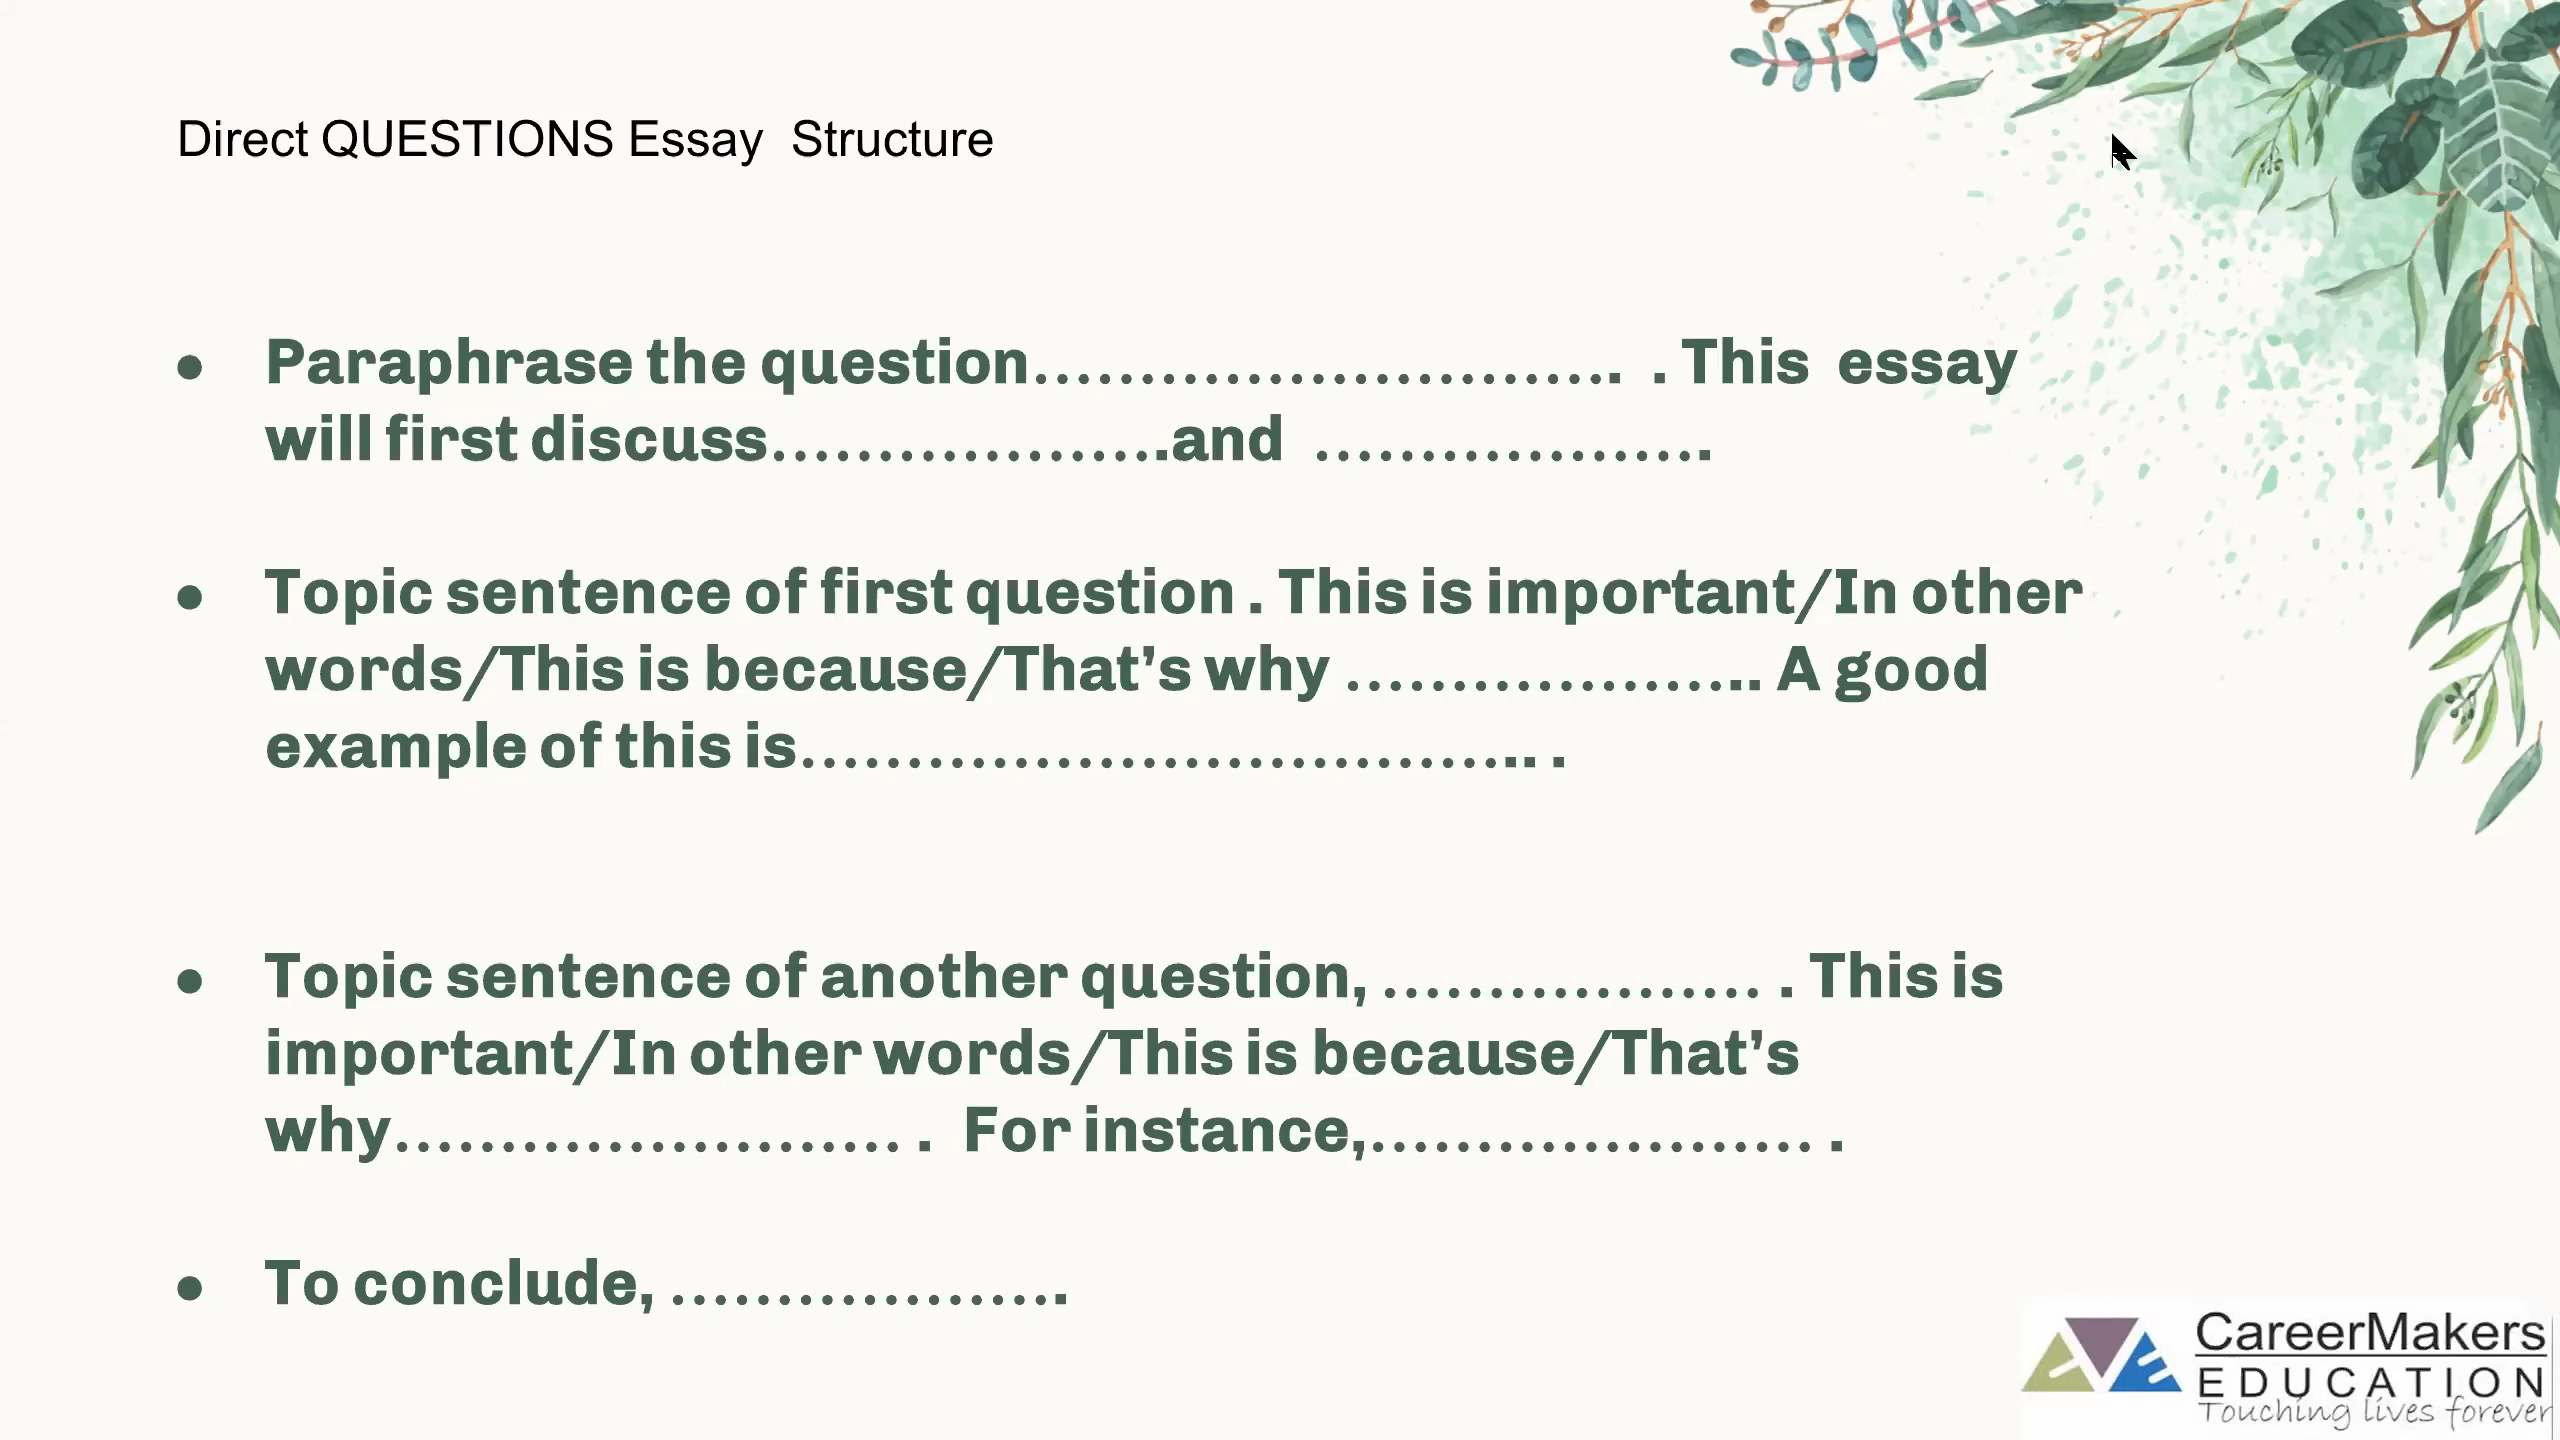 Direct QUESTIONS Essay  Structure
● Paraphrase the question………………………. . This  essay
will first discuss……………….and ……………….
● Topic sentence of first question . This is important/In other
words/This is because/That’s why ……………….. A good
example of this is…………………………….. .
● Topic sentence of another question, ……………… . This is
important/In other words/This is because/That’s
why…………………… .  For instance,………………… .
● To conclude, ……………….
CareerMakers
EDUCATION
Touching lives forever